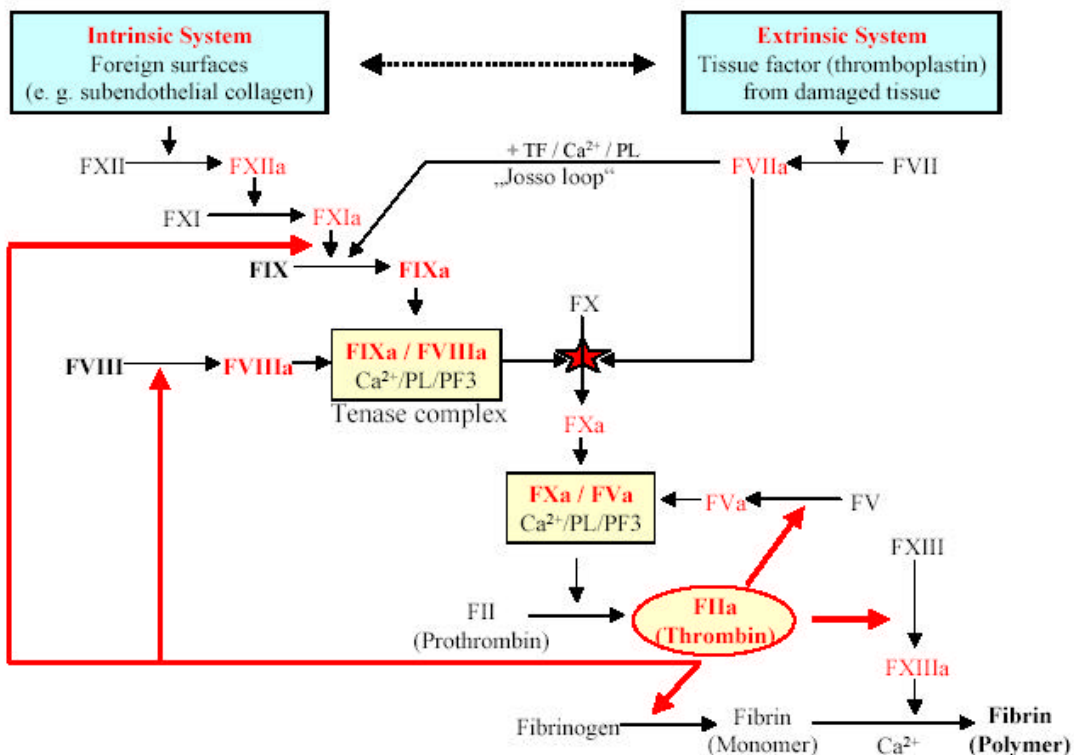 Intrinsic System
Foreign surfaces
(e. g. subendothelial collagen)
Extrinsic System
Tissue factor (thromboplastin)
from damaged tissue
FXII
FXIIa
+ TF / Ca²⁺ / PL
„Josso loop“
FVIIa
FVII
FXI
FXIa
FIX
FIXa
FX
FVIII
FVIIIa
FIXa / FVIIIa
Ca²⁺/PL/PF3
Tenase complex
FXa
FXa / FVa
Ca²⁺/PL/PF3
FVa
FV
FXIII
FII
(Prothrombin)
FIIa
(Thrombin)
FXIIIa
Fibrinogen
Fibrin
(Monomer)
Ca²⁺
Fibrin
(Polymer)